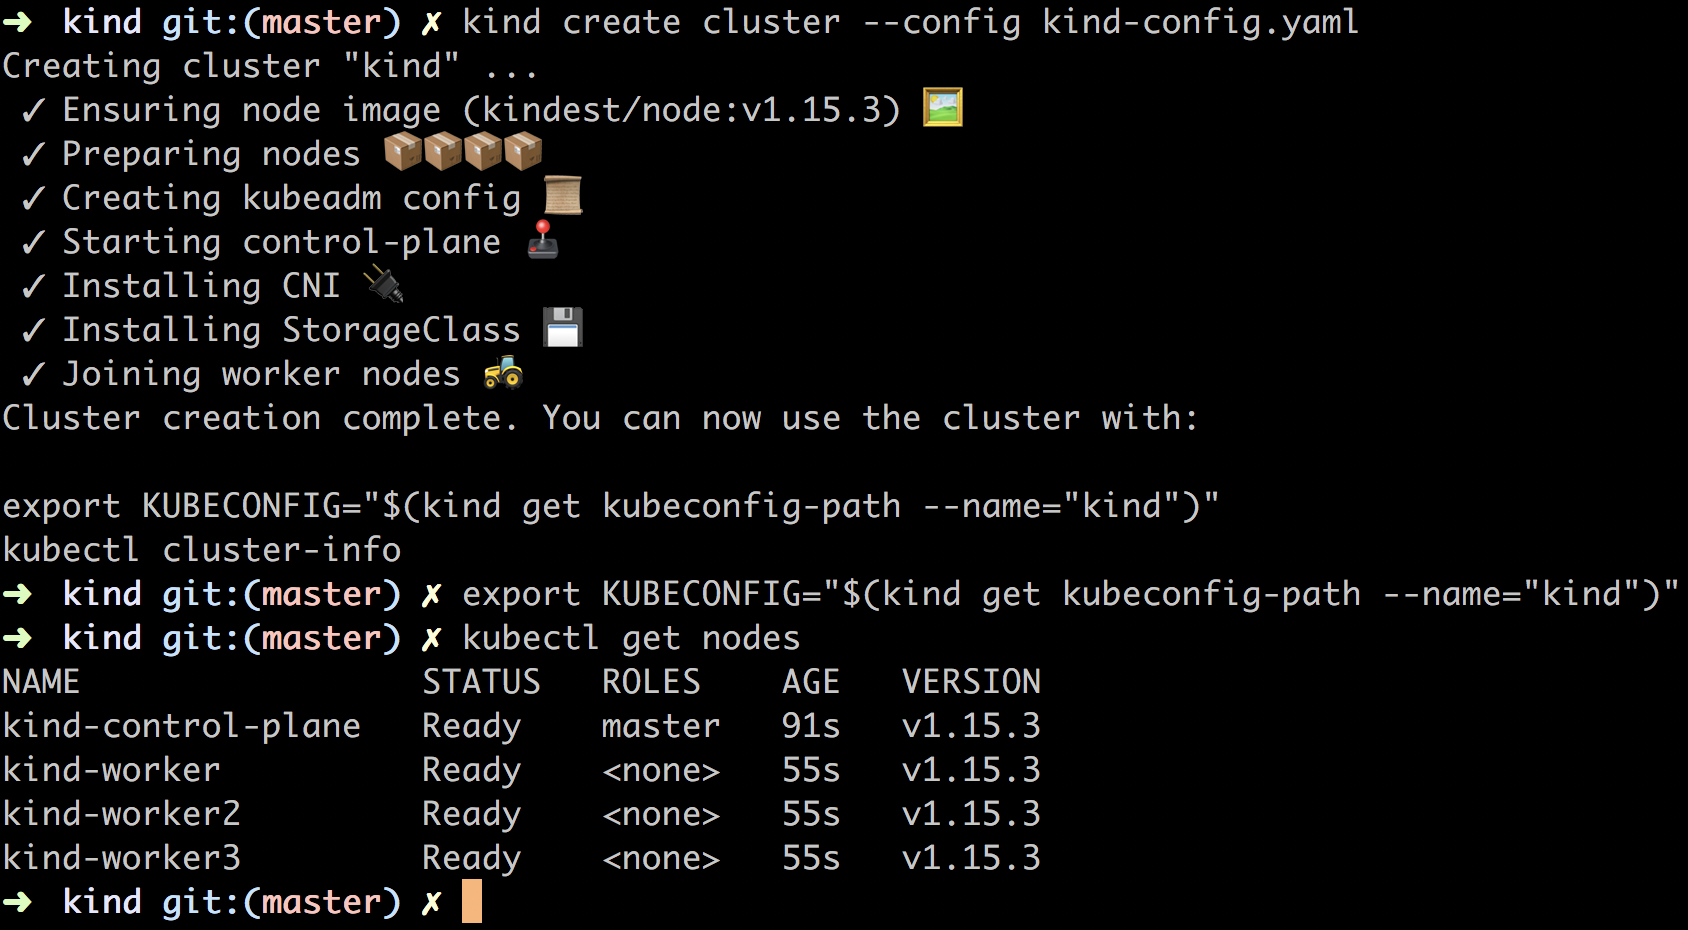 ➜ kind git:(master) ✗ kind create cluster --config kind-config.yaml
Creating cluster "kind" ...
✓ Ensuring node image (kindest/node:v1.15.3) 🖼
✓ Preparing nodes 📦📦📦📦
✓ Creating kubeadm config 📜
✓ Starting control-plane 🕹️
✓ Installing CNI 🔌
✓ Installing StorageClass 💾
✓ Joining worker nodes 🚜
Cluster creation complete. You can now use the cluster with:

export KUBECONFIG="$(kind get kubeconfig-path --name="kind")"
kubectl cluster-info
➜ kind git:(master) ✗ export KUBECONFIG="$(kind get kubeconfig-path --name="kind")"
➜ kind git:(master) ✗ kubectl get nodes
NAME STATUS ROLES AGE VERSION
kind-control-plane Ready master 91s v1.15.3
kind-worker Ready <none> 55s v1.15.3
kind-worker2 Ready <none> 55s v1.15.3
kind-worker3 Ready <none> 55s v1.15.3
➜ kind git:(master) ✗